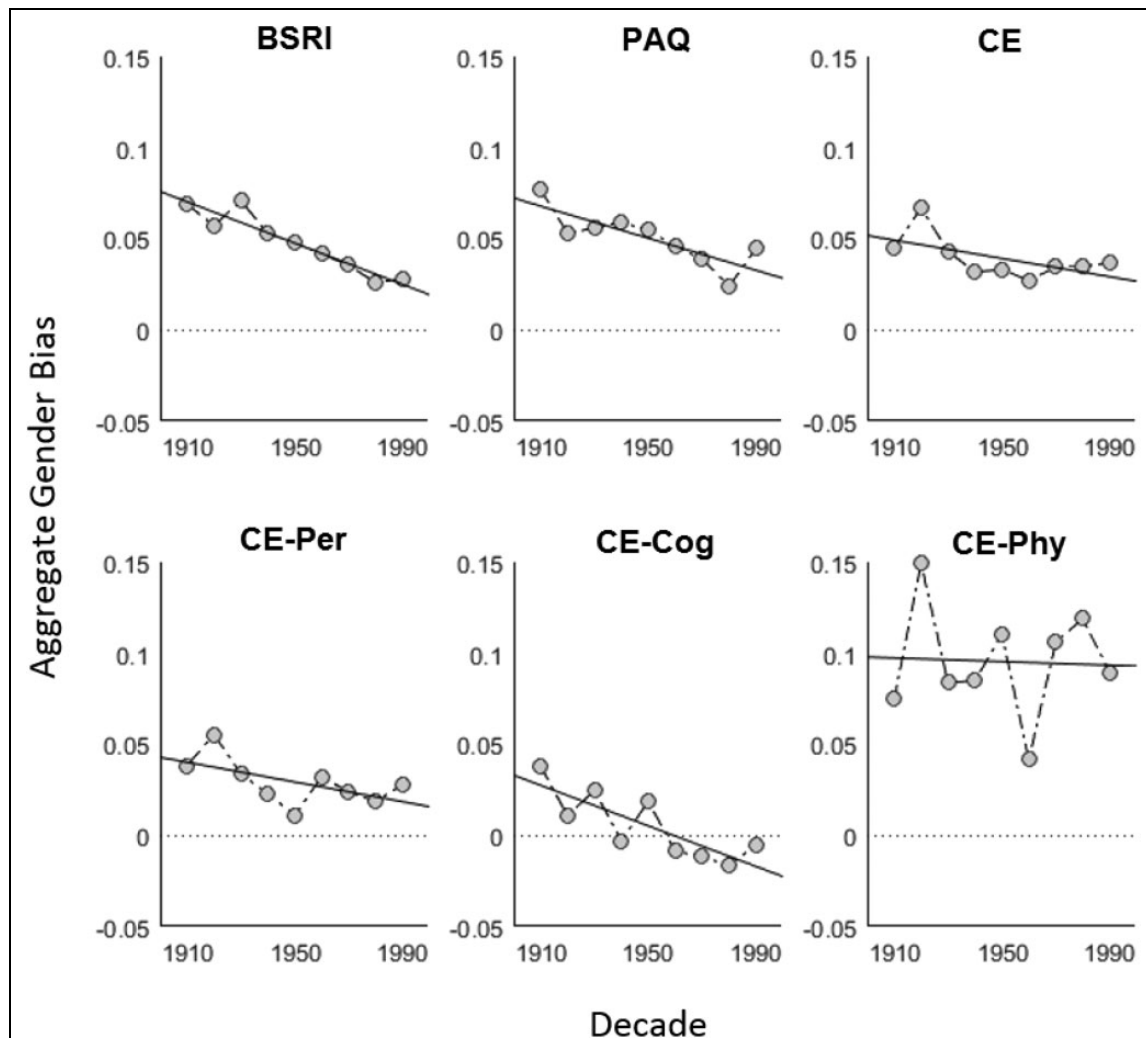 BSRI PAQ CE
0.15 0.15 0.15
0.1 0.1 0.1
0.05 0.05 0.05
0 0 0
-0.05 -0.05 -0.05
1910 1950 1990 1910 1950 1990 1910 1950 1990
Aggregate Gender Bias
CE-Per CE-Cog CE-Phy
0.15 0.15 0.15
0.1 0.1 0.1
0.05 0.05 0.05
0 0 0
-0.05 -0.05 -0.05
1910 1950 1990 1910 1950 1990 1910 1950 1990
Decade